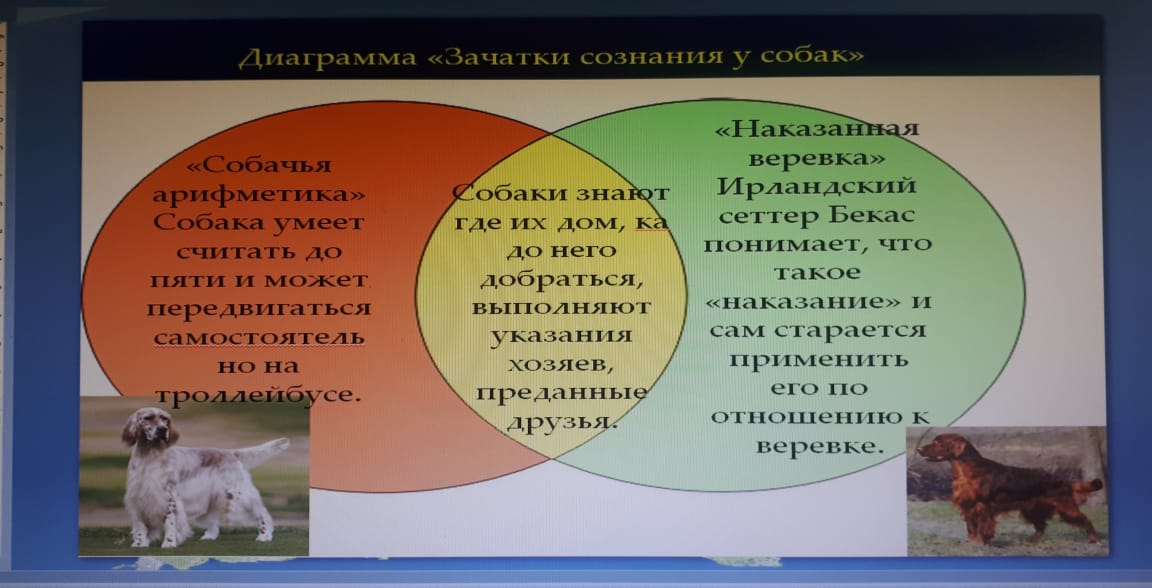 Диаграмма «Зачатки сознания у собак»
«Собачья
арифметика»
Собака умеет
считать до
пяти и может
передвигаться
самостоятель
но на
троллейбусе.
Собаки знают
где их дом, ка
до него
добраться,
выполняют
указания
хозяев,
преданные
друзья.
«Наказанная
веревка»
Ирландский
сеттер Бекас
понимает, что
такое
«наказание» и
сам старается
применить
его по
отношению к
веревке.